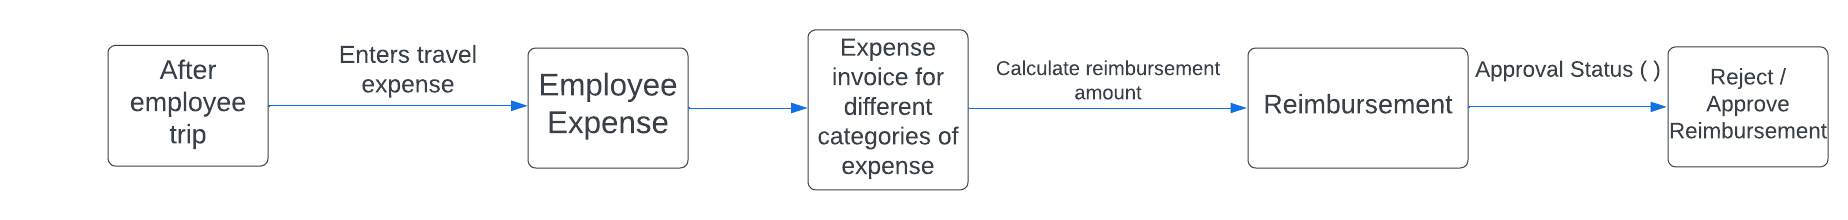 After
employee
trip
Enters travel
expense
Employee
Expense
Expense
invoice for
different
categories of
expense
Calculate reimbursement
amount
Reimbursement
Approval Status ( )
Reject /
Approve
Reimbursement